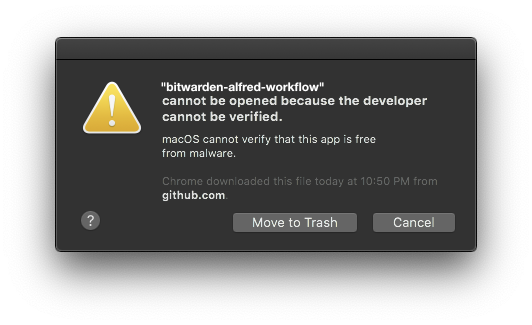 "bitwarden-alfred-workflow"
cannot be opened because the developer
cannot be verified.
macOS cannot verify that this app is free
from malware.
Chrome downloaded this file today at 10:50 PM from
github.com.
?
Move to Trash
Cancel